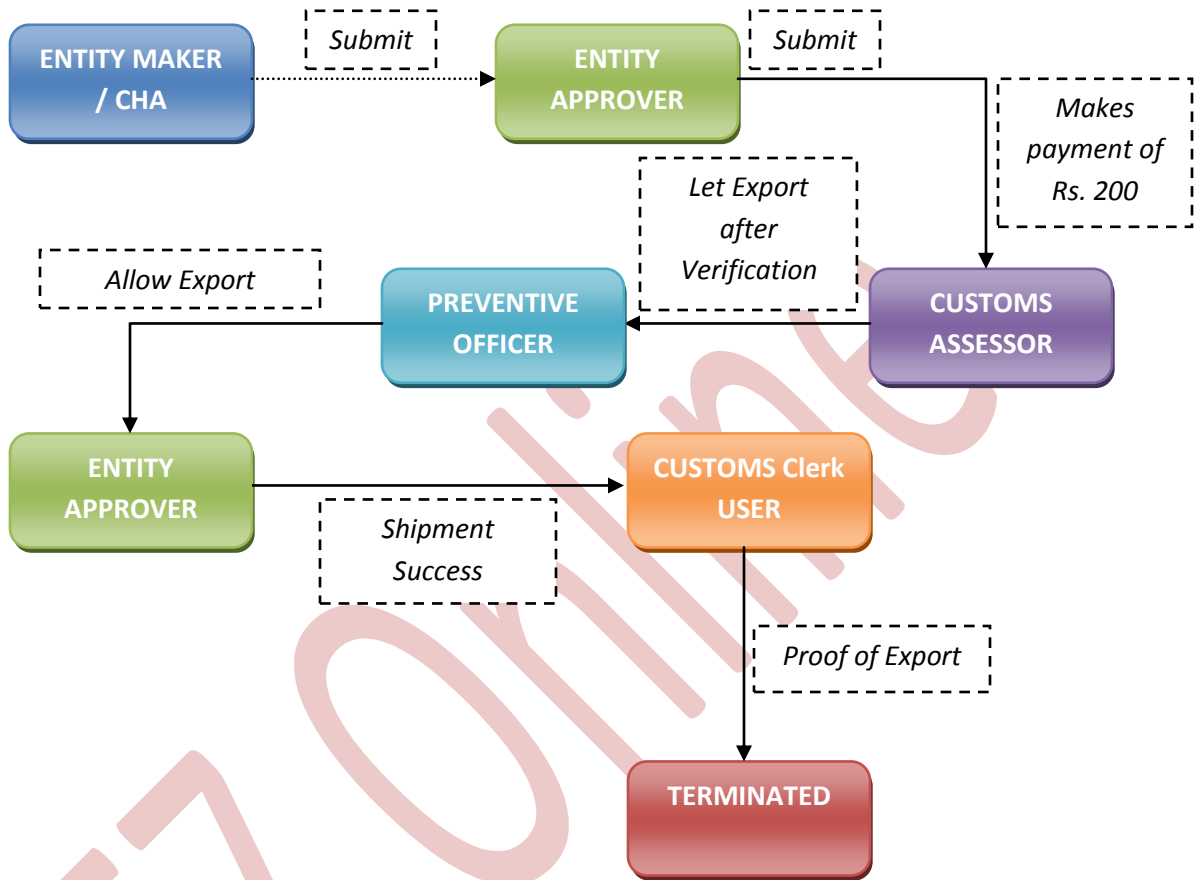 ENTITY MAKER
/ CHA
Submit
ENTITY
APPROVER
Submit
Makes
payment of
Rs. 200
Let Export
after
Verification
CUSTOMS
ASSESSOR
PREVENTIVE
OFFICER
Allow Export
ENTITY
APPROVER
Shipment
Success
CUSTOMS Clerk
USER
Proof of Export
TERMINATED
Online